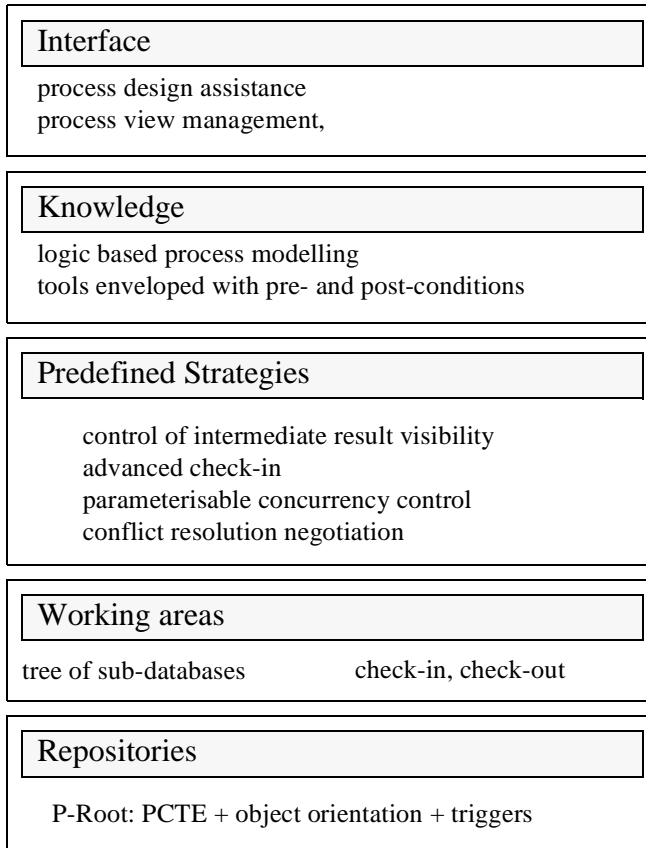 Interface
process design assistance
process view management,
Knowledge
logic based process modelling
tools enveloped with pre- and post-conditions
Predefined Strategies
control of intermediate result visibility
advanced check-in
parameterisable concurrency control
conflict resolution negotiation
Working areas
tree of sub-databases check-in, check-out
Repositories
P-Root: PCTE + object orientation + triggers